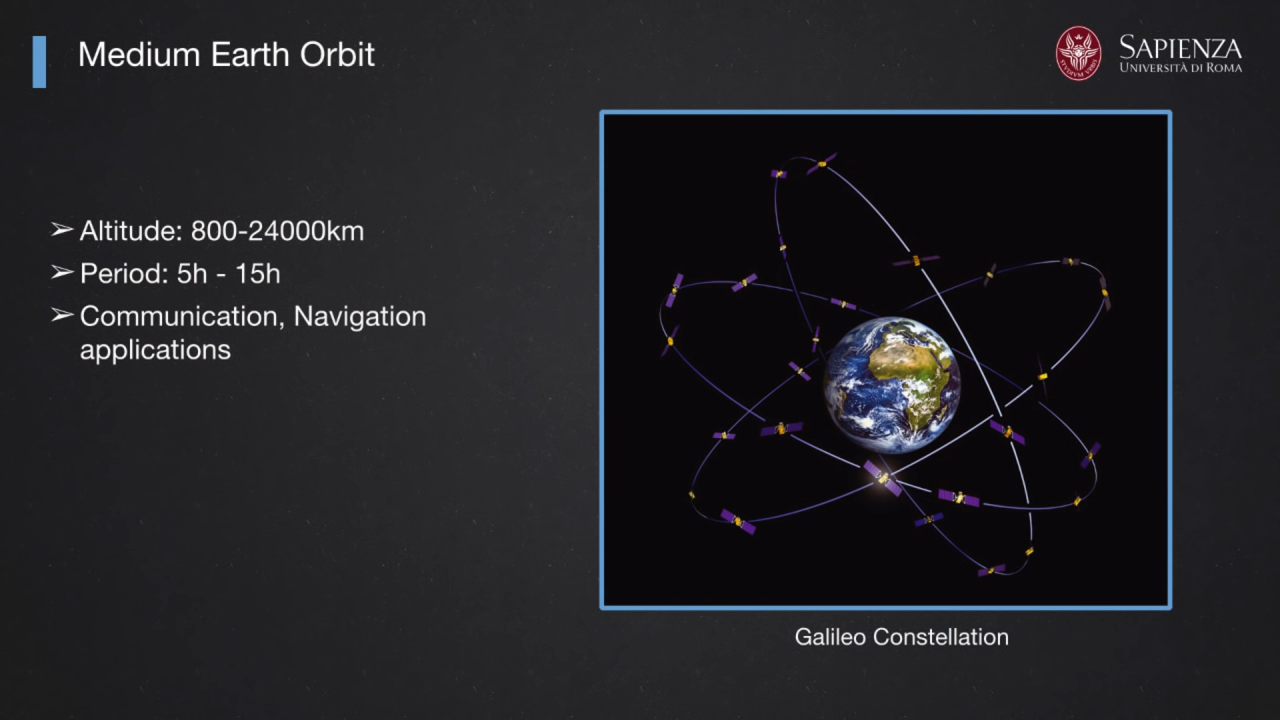 Medium Earth Orbit
SAPIENZA
UNIVERSITÀ DI ROMA
➢ Altitude: 800-24000km
➢ Period: 5h - 15h
➢ Communication, Navigation
applications
Galileo Constellation